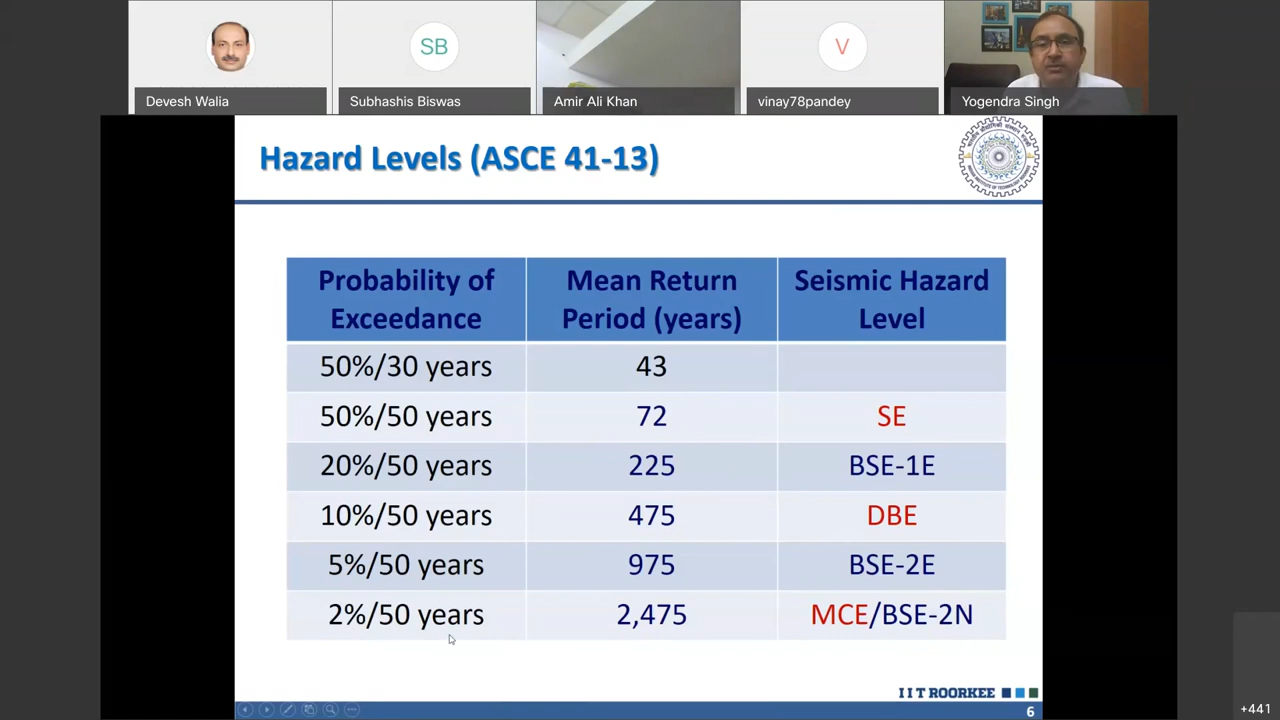 SB
V
Devesh Walia
Subhashis Biswas
Amir Ali Khan
vinay78pandey
Yogendra Singh
Hazard Levels (ASCE 41-13)
Probability of Exceedance
Mean Return Period (years)
Seismic Hazard Level
50%/30 years 43
50%/50 years 72 SE
20%/50 years 225 BSE-1E
10%/50 years 475 DBE
5%/50 years 975 BSE-2E
2%/50 years 2,475 MCE/BSE-2N
I I T ROORKEE
6
+441